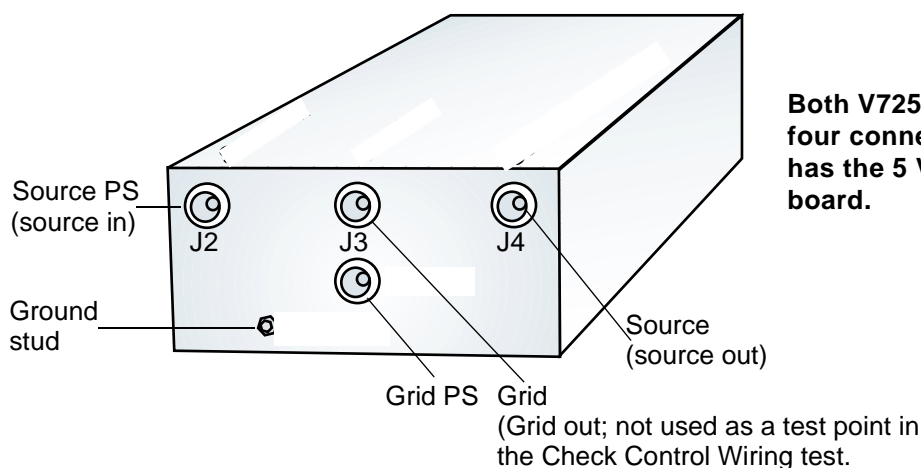 Both V725
four conne
has the 5 V
board.
Source PS
(source in)
J2
J3
J4
Ground
stud
Source
(source out)
Grid PS
Grid
(Grid out; not used as a test point in
the Check Control Wiring test.